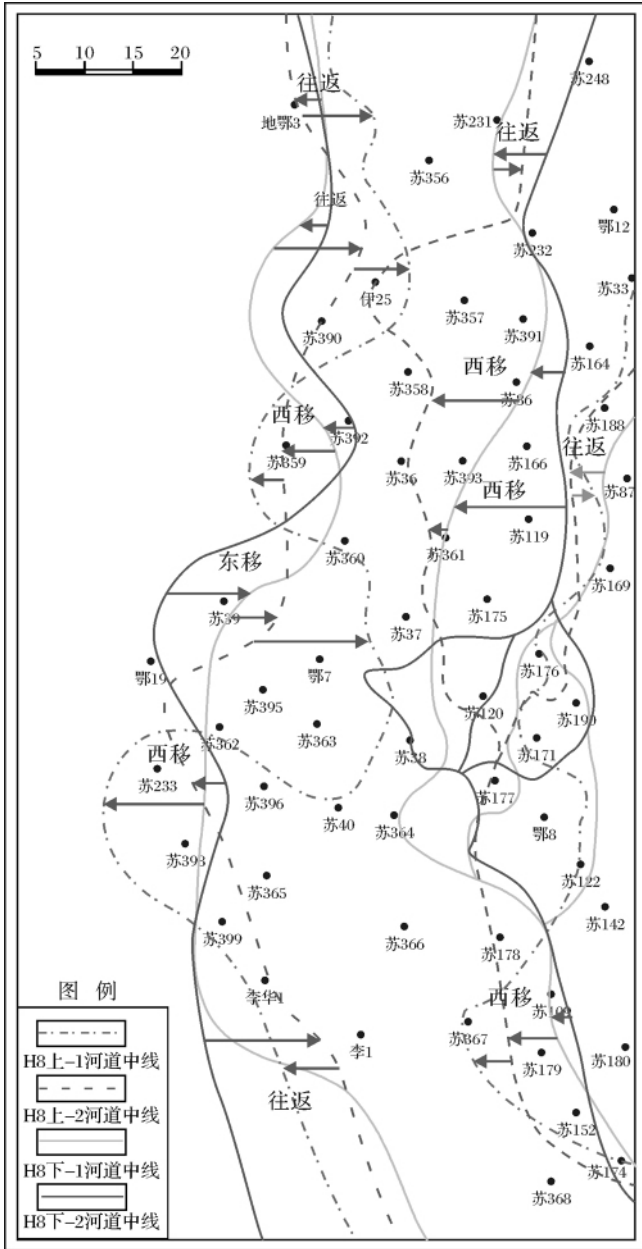 5 10 15 20
苏248
往返
地鄂3
苏231
往返
苏356
往返
鄂12
苏232
苏33
伊25
苏357
苏391
苏390
苏164
苏358
西移
苏86
苏188
西移
苏392
往返
苏359
苏36
苏393
苏166
苏87
西移
苏119
苏361
苏360
东移
苏169
苏39
苏175
苏37
苏176
鄂19
鄂7
苏395
苏120
苏190
苏362
苏363
苏38
苏171
西移
苏233
苏396
苏177
苏40
苏364
鄂8
苏398
苏365
苏122
苏142
苏399
苏366
苏178
图 例
李华1
西移
苏367
李1
苏179
苏180
H8上-1河道中线
往返
H8上-2河道中线
苏152
H8下-1河道中线
苏174
苏368
H8下-2河道中线